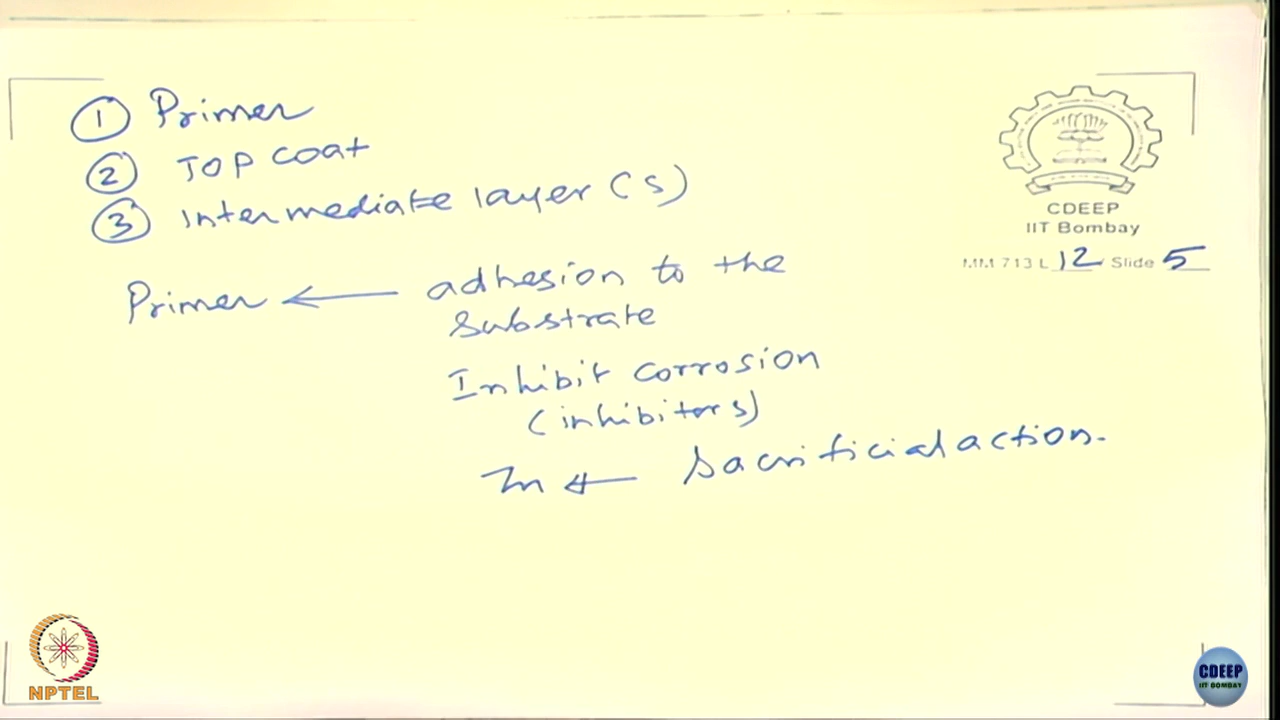 ① Primer
② TOP coat
③ Intermediate layer (s)
CDEEP
IIT Bombay
MM 713 L 12 Slide 5
Primer ← adhesion to the
substrate
Inhibit corrosion
(inhibitors)
Zn ← Sacrificial action.
NPTEL
CDEEP
IIT BOMBAY